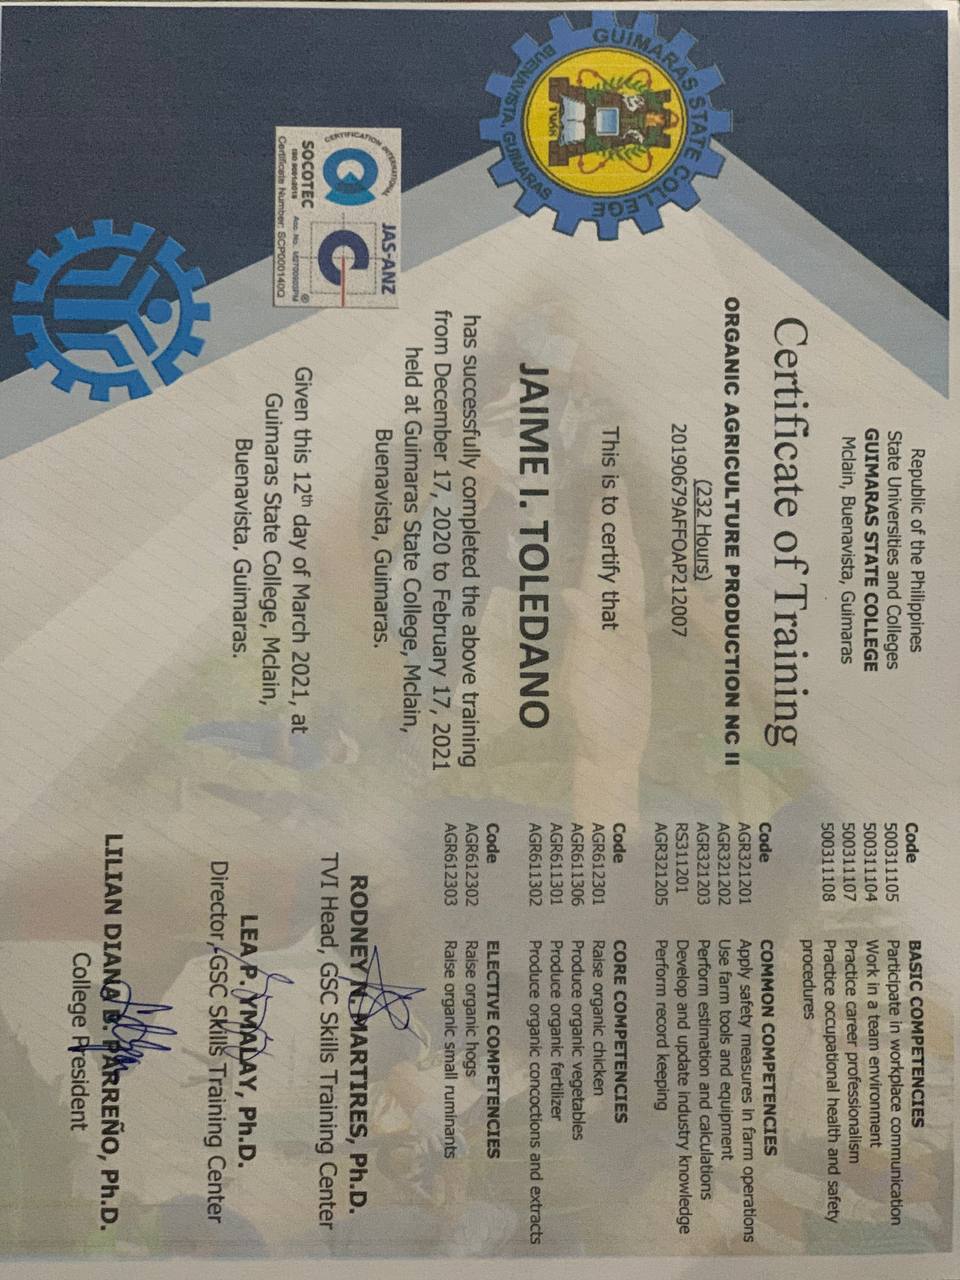 Republic of the Philippines
State Universities and Colleges
GUIMARAS STATE COLLEGE
Mclain, Buenavista, Guimaras
Certificate of Training
ORGANIC AGRICULTURE PRODUCTION NC II
(232 Hours)
20190679AFFOAP212007
This is to certify that
JAIME I. TOLEDANO
has successfully completed the above training
from December 17, 2020 to February 17, 2021
held at Guimaras State College, Mclain,
Buenavista, Guimaras.
Given this 12th day of March 2021, at
Guimaras State College, Mclain,
Buenavista, Guimaras.
GUIMARAS STATE COLLEGE
1968
BUENAVISTA, GUIMARAS
CERTIFICATION INTERNATIONAL
SOCOTEC
ISO 9001:2015
JAS-ANZ
®
Acc. No. M2700903PM
Certificate Number: SCP000140Q
Code BASIC COMPETENCIES
500311105 Participate in workplace communication
500311104 Work in a team environment
500311107 Practice career professionalism
500311108 Practice occupational health and safety
procedures
Code COMMON COMPETENCIES
AGR321201 Apply safety measures in farm operations
AGR321202 Use farm tools and equipment
AGR321203 Perform estimation and calculations
RS311201 Develop and update industry knowledge
AGR321205 Perform record keeping
Code CORE COMPETENCIES
AGR612301 Raise organic chicken
AGR611306 Produce organic vegetables
AGR611301 Produce organic fertilizer
AGR611302 Produce organic concoctions and extracts
Code ELECTIVE COMPETENCIES
AGR612302 Raise organic hogs
AGR612303 Raise organic small ruminants
RODNEY N. MARTIRES, Ph.D.
TVI Head, GSC Skills Training Center
LEA P. YMALAY, Ph.D.
Director, GSC Skills Training Center
LILIAN DIANA B. PARREÑO, Ph.D.
College President